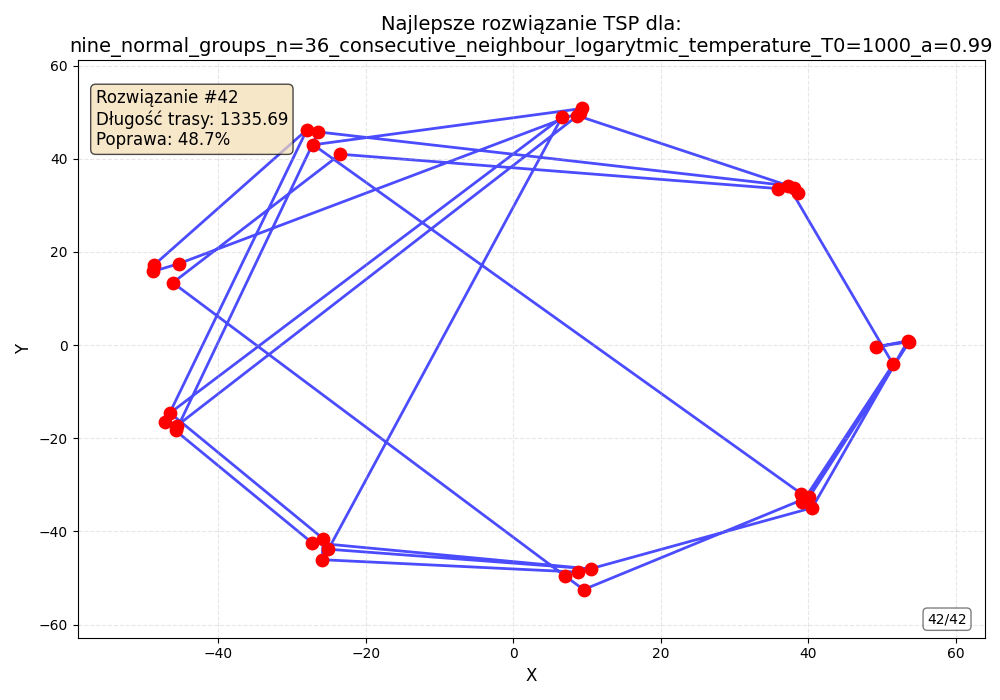 Najlepsze rozwiązanie TSP dla:
nine_normal_groups_n=36_consecutive_neighbour_logarytmic_temperature_T0=1000_a=0.99
Rozwiązanie #42
Długość trasy: 1335.69
Poprawa: 48.7%
60
40
20
0
−20
−40
−60
Y
42/42
−40
−20
0
20
40
60
X